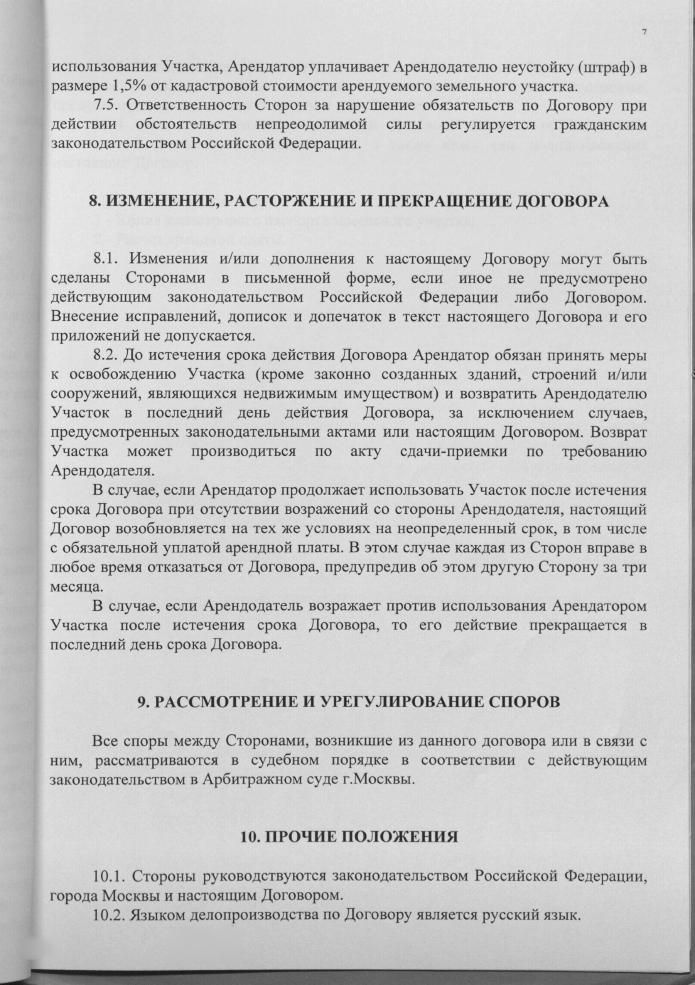 7
использования Участка, Арендатор уплачивает Арендодателю неустойку (штраф) в
размере 1,5% от кадастровой стоимости арендуемого земельного участка.
7.5. Ответственность Сторон за нарушение обязательств по Договору при
действии обстоятельств непреодолимой силы регулируется гражданским
законодательством Российской Федерации.
8. ИЗМЕНЕНИЕ, РАСТОРЖЕНИЕ И ПРЕКРАЩЕНИЕ ДОГОВОРА
8.1. Изменения и/или дополнения к настоящему Договору могут быть
сделаны Сторонами в письменной форме, если иное не предусмотрено
действующим законодательством Российской Федерации либо Договором.
Внесение исправлений, дописок и допечаток в текст настоящего Договора и его
приложений не допускается.
8.2. До истечения срока действия Договора Арендатор обязан принять меры
к освобождению Участка (кроме законно созданных зданий, строений и/или
сооружений, являющихся недвижимым имуществом) и возвратить Арендодателю
Участок в последний день действия Договора, за исключением случаев,
предусмотренных законодательными актами или настоящим Договором. Возврат
Участка может производиться по акту сдачи-приемки по требованию
Арендодателя.
В случае, если Арендатор продолжает использовать Участок после истечения
срока Договора при отсутствии возражений со стороны Арендодателя, настоящий
Договор возобновляется на тех же условиях на неопределенный срок, в том числе
с обязательной уплатой арендной платы. В этом случае каждая из Сторон вправе в
любое время отказаться от Договора, предупредив об этом другую Сторону за три
месяца.
В случае, если Арендодатель возражает против использования Арендатором
Участка после истечения срока Договора, то его действие прекращается в
последний день срока Договора.
9. РАССМОТРЕНИЕ И УРЕГУЛИРОВАНИЕ СПОРОВ
Все споры между Сторонами, возникшие из данного договора или в связи с
ним, рассматриваются в судебном порядке в соответствии с действующим
законодательством в Арбитражном суде г.Москвы.
10. ПРОЧИЕ ПОЛОЖЕНИЯ
10.1. Стороны руководствуются законодательством Российской Федерации,
города Москвы и настоящим Договором.
10.2. Языком делопроизводства по Договору является русский язык.